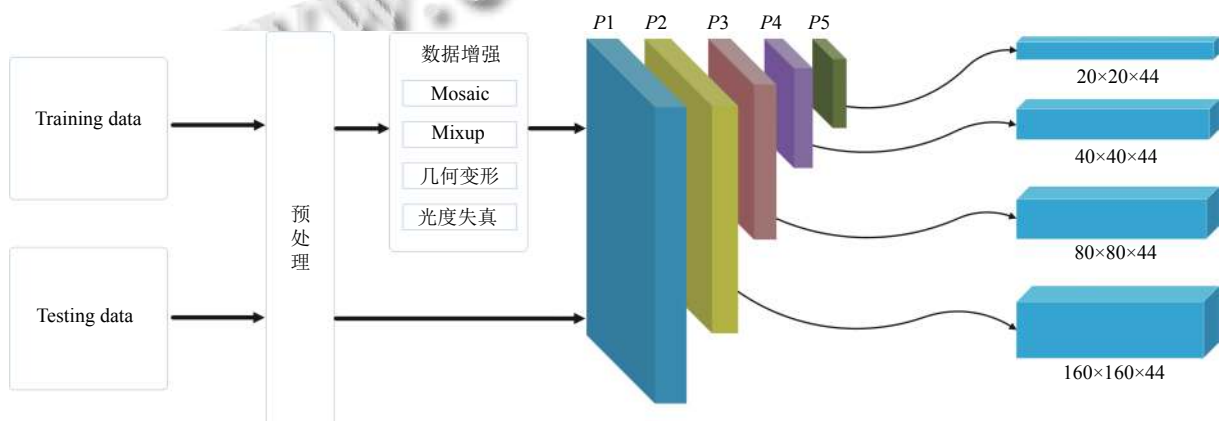 Training data
Testing data
预处理
数据增强
Mosaic
Mixup
几何变形
光度失真
P1 P2 P3 P4 P5
20×20×44
40×40×44
80×80×44
160×160×44